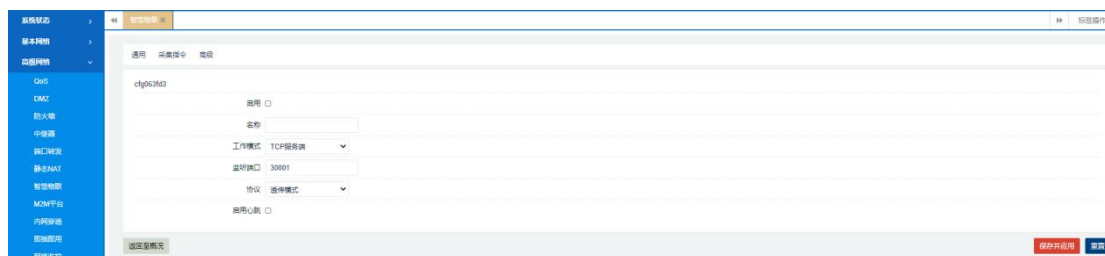 系统状态
基本网络
高级网络
QoS
DMZ
防火墙
中继器
端口转发
静态NAT
智慧物联
M2M平台
内网穿透
智慧物联
标签操作
通用 采集指令 高级
cfg063fd3
启用
名称
工作模式 TCP服务端
监听端口 30001
协议 透传模式
启用心跳
返回至概况
保存并应用 重置